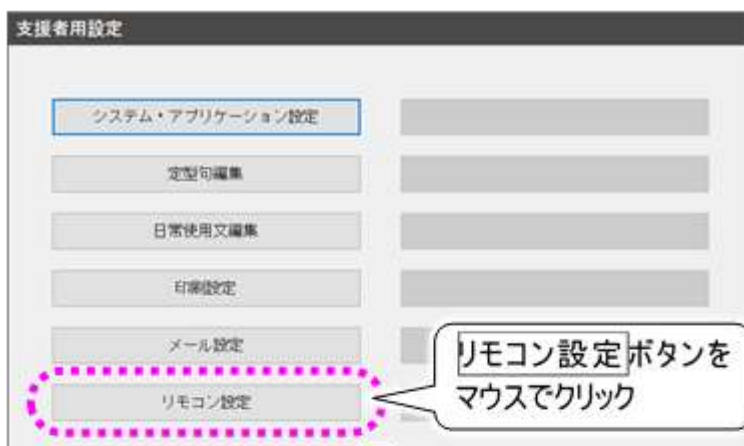 支援者用設定
システム・アプリケーション設定
定型句編集
日常使用文編集
印刷設定
メール設定
リモコン設定
リモコン設定ボタンを
マウスでクリック